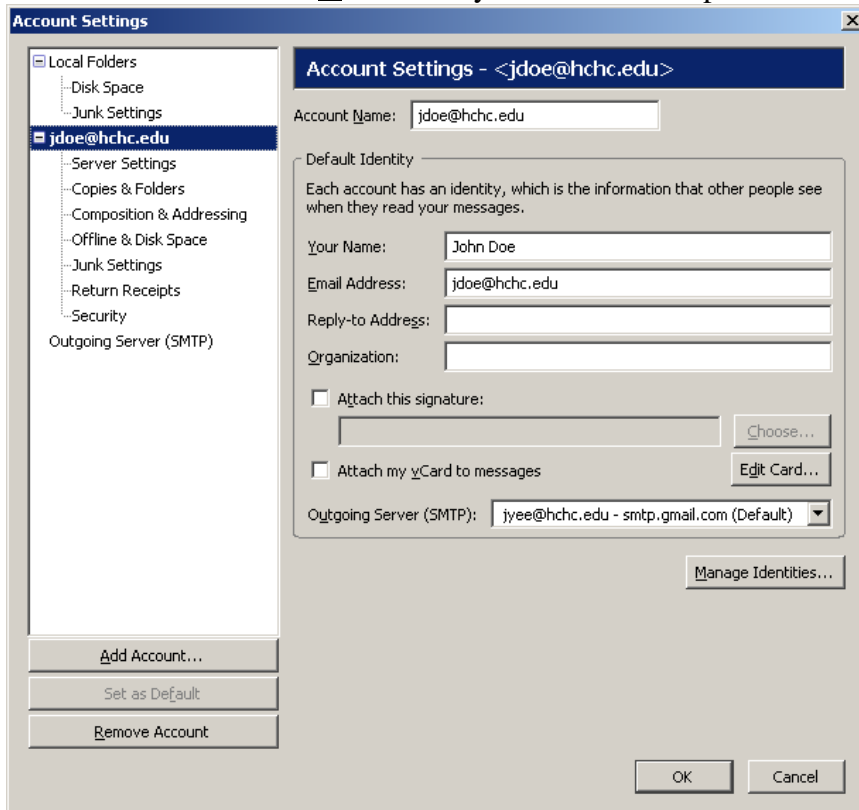 Account Settings
Local Folders
Disk Space
Junk Settings
jdoe@hchc.edu
Server Settings
Copies & Folders
Composition & Addressing
Offline & Disk Space
Junk Settings
Return Receipts
Security
Outgoing Server (SMTP)
Add Account...
Set as Default
Remove Account
Account Settings - <jdoe@hchc.edu>
Account Name: jdoe@hchc.edu
Default Identity
Each account has an identity, which is the information that other people see
when they read your messages.
Your Name: John Doe
Email Address: jdoe@hchc.edu
Reply-to Address:
Organization:
Attach this signature:
Choose...
Attach my vCard to messages
Edit Card...
Outgoing Server (SMTP): jyee@hchc.edu - smtp.gmail.com (Default)
Manage Identities...
OK
Cancel